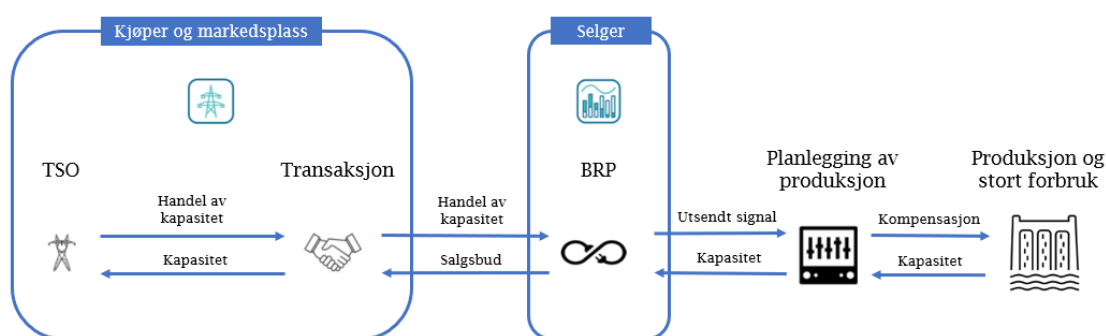 Kjøper og markedsplass
Selger
TSO
Transaksjon
BRP
Planlegging av
produksjon
Produksjon og
stort forbruk
Handel av
kapasitet
Handel av
kapasitet
Utsendt signal
Kompensasjon
Kapasitet
Salgsbud
Kapasitet
Kapasitet